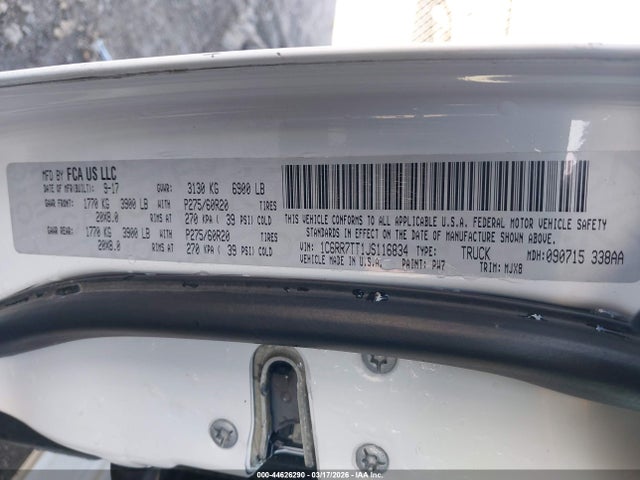 MFD BY FCA US LLC
DATE OF MFR(BUILT): 9-17 GVWR: 3130 KG 6900 LB
GAWR FRONT: 1770 KG 3900 LB WITH P275/60R20 TIRES
20X8.0 RIMS AT 270 KPA ( 39 PSI) COLD
GAWR REAR: 1770 KG 3900 LB WITH P275/60R20 TIRES
20X8.0 RIMS AT 270 KPA ( 39 PSI) COLD
THIS VEHICLE CONFORMS TO ALL APPLICABLE U.S.A. FEDERAL MOTOR VEHICLE SAFETY
STANDARDS IN EFFECT ON THE DATE OF MANUFACTURE SHOWN ABOVE.
VIN: 1C6RR7TT1JS116834 TYPE: TRUCK MDH: 090715 338AA
VEHICLE MADE IN U.S.A. PAINT: PW7 TRIM: MJX8
000-44626290 - 03/17/2026 - IAAI Inc.